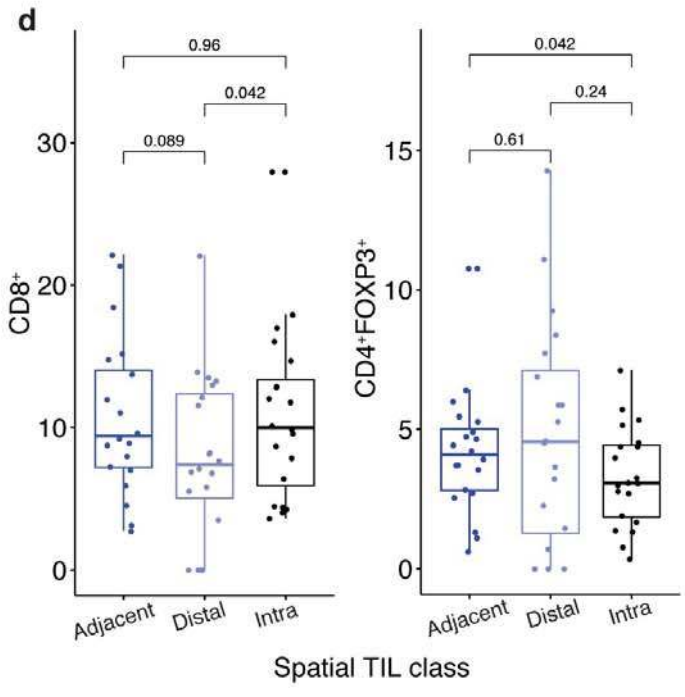 d
0.96
0.042
0.089
30
20
10
0
CD8⁺
Adjacent Distal Intra
0.042
0.24
0.61
15
10
5
0
CD4⁺FOXP3⁺
Adjacent Distal Intra
Spatial TIL class